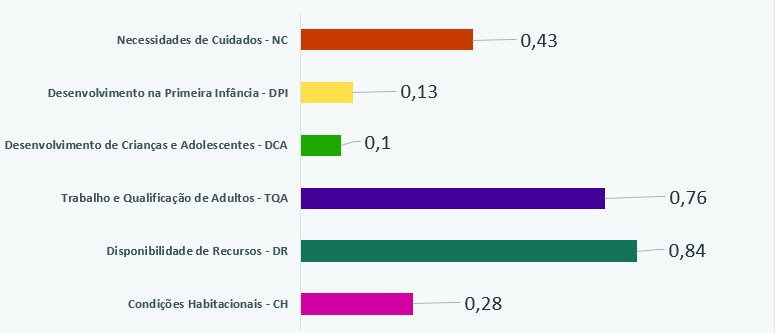 Necessidades de Cuidados - NC
0,43
Desenvolvimento na Primeira Infância - DPI
0,13
Desenvolvimento de Crianças e Adolescentes - DCA
0,1
Trabalho e Qualificação de Adultos - TQA
0,76
Disponibilidade de Recursos - DR
0,84
Condições Habitacionais - CH
0,28